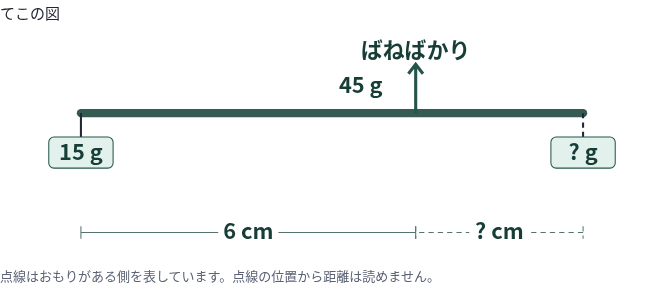 てこの図
ばねばかり
45 g
15 g
? g
6 cm
? cm
点線はおもりがある側を表しています。点線の位置から距離は読めません。